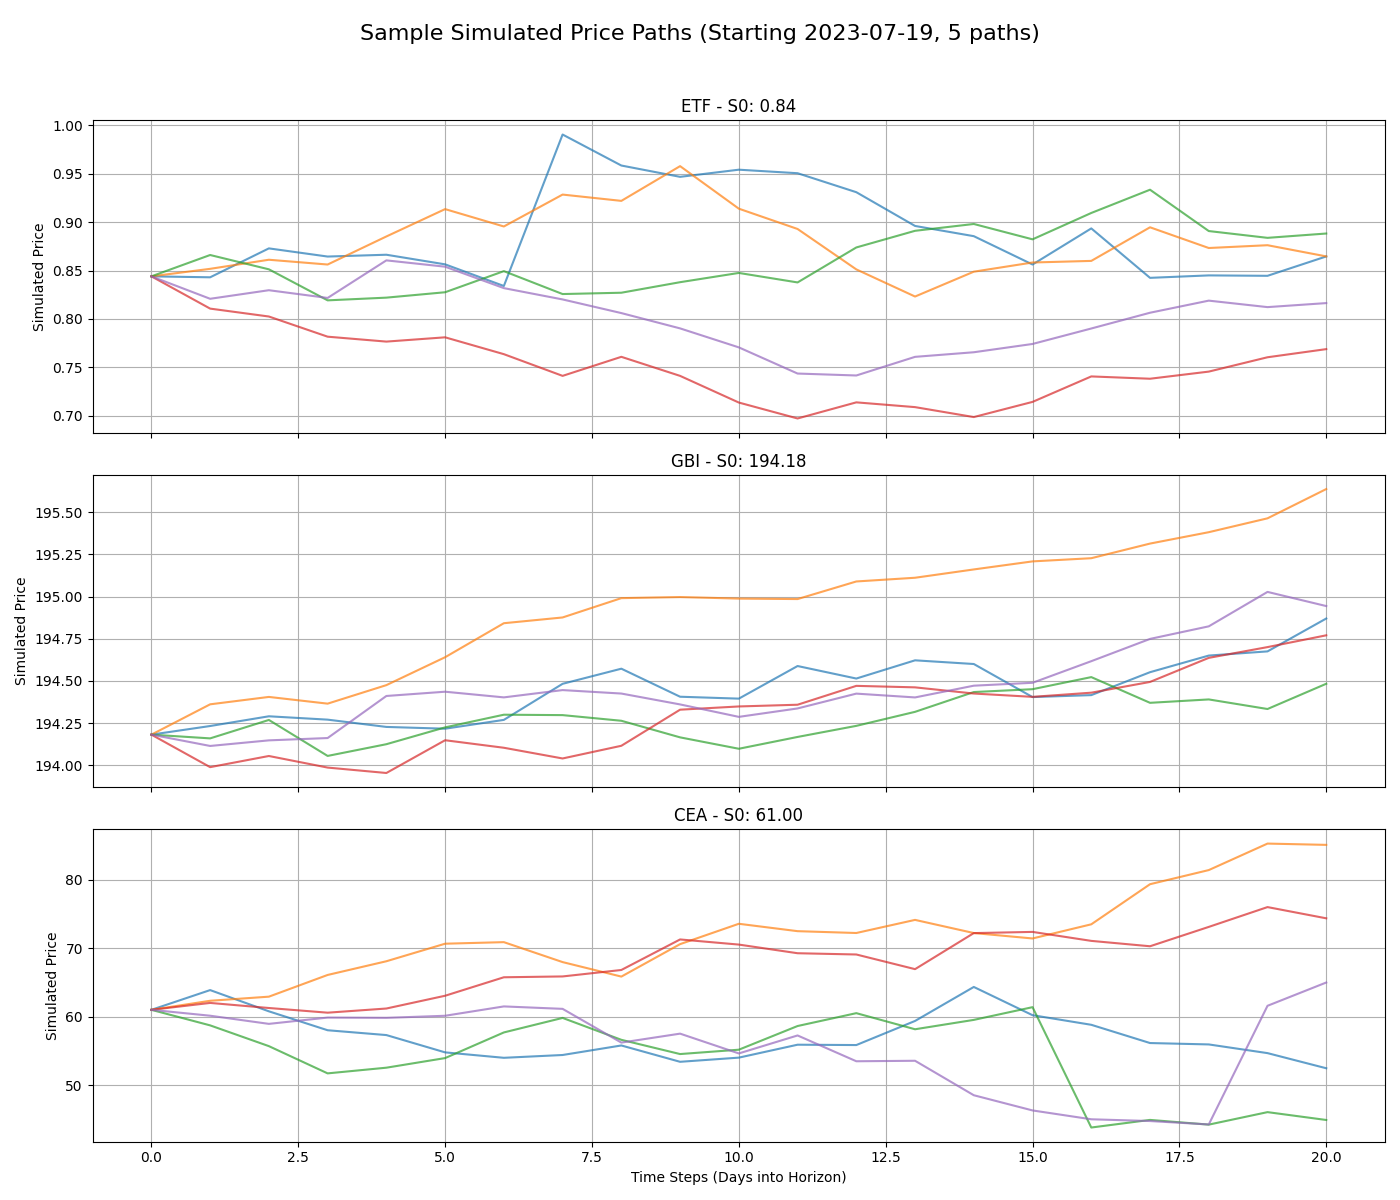 Sample Simulated Price Paths (Starting 2023-07-19, 5 paths)
ETF - S0: 0.84
Simulated Price
1.00
0.95
0.90
0.85
0.80
0.75
0.70
GBI - S0: 194.18
Simulated Price
195.50
195.25
195.00
194.75
194.50
194.25
194.00
CEA - S0: 61.00
Simulated Price
80
70
60
50
0.0 2.5 5.0 7.5 10.0 12.5 15.0 17.5 20.0
Time Steps (Days into Horizon)